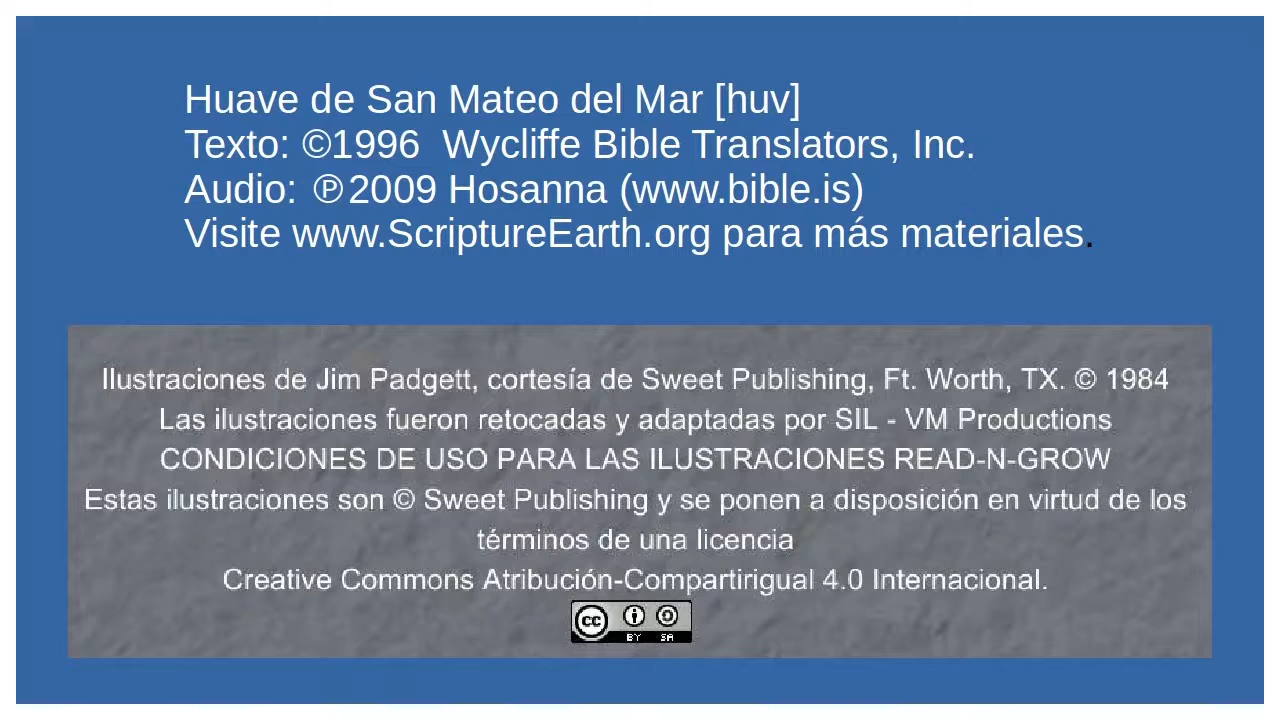 Huave de San Mateo del Mar [huv]
Texto: ©1996 Wycliffe Bible Translators, Inc.
Audio: ℗2009 Hosanna (www.bible.is)
Visite www.ScriptureEarth.org para más materiales.
Ilustraciones de Jim Padgett, cortesía de Sweet Publishing, Ft. Worth, TX. © 1984
Las ilustraciones fueron retocadas y adaptadas por SIL - VM Productions
CONDICIONES DE USO PARA LAS ILUSTRACIONES READ-N-GROW
Estas ilustraciones son © Sweet Publishing y se ponen a disposición en virtud de los
términos de una licencia
Creative Commons Atribución-Compartirigual 4.0 Internacional.
cc
BY SA